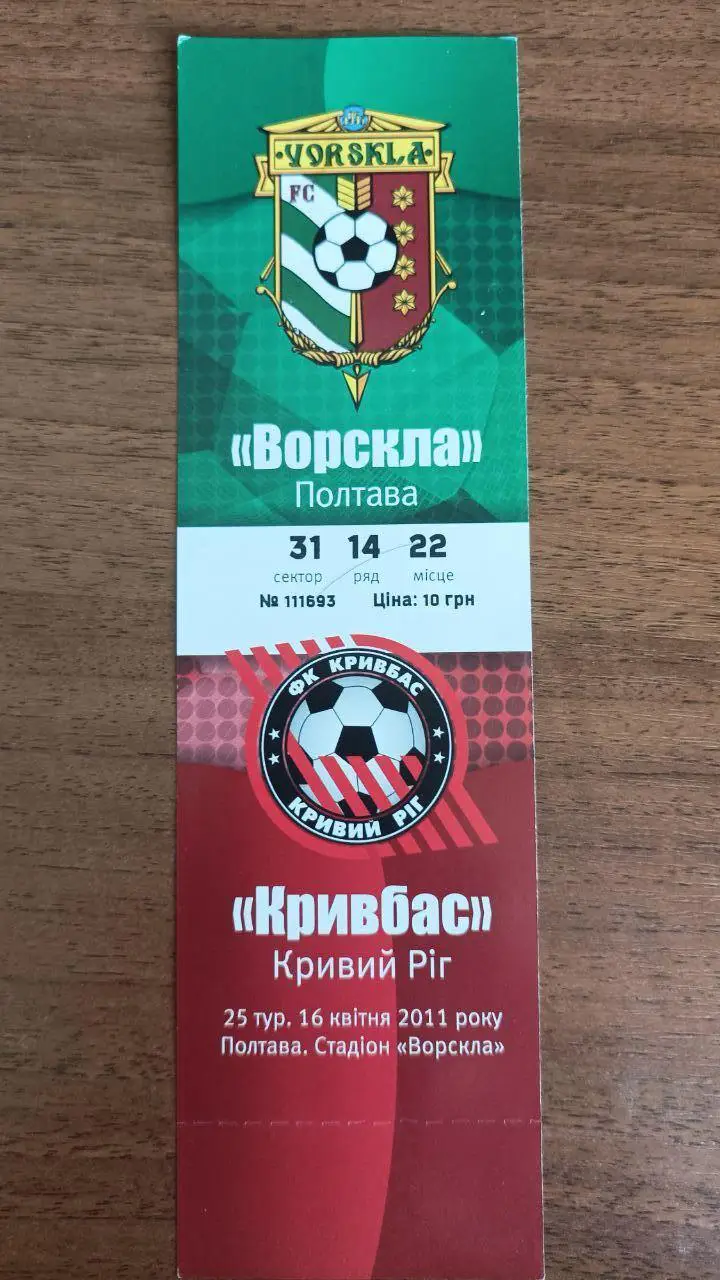 VORSKLA
FC
«Ворскла»
Полтава
31 14 22
сектор ряд місце
№ 111693 Ціна: 10 грн
ФК КРИВБАС
КРИВИЙ РІГ
«Кривбас»
Кривий Ріг
25 тур. 16 квітня 2011 року
Полтава. Стадіон «Ворскла»